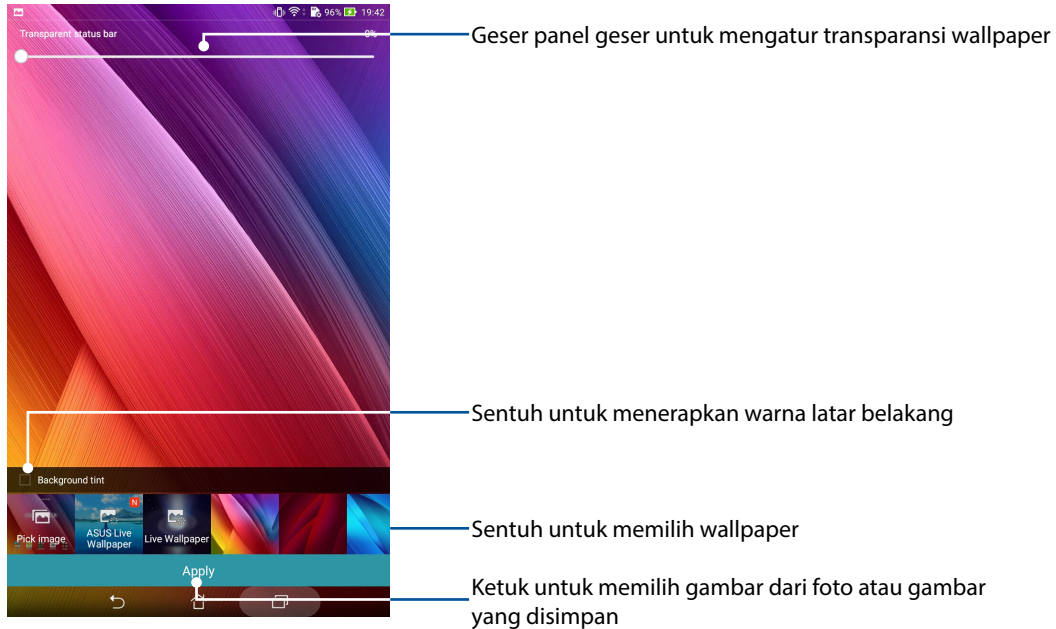 96% 19:42
Transparent status bar 0%
Geser panel geser untuk mengatur transparansi wallpaper
Sentuh untuk menerapkan warna latar belakang
Background tint
N
Pick image
ASUS Live
Wallpaper
Live Wallpaper
Sentuh untuk memilih wallpaper
Apply
Ketuk untuk memilih gambar dari foto atau gambar
yang disimpan